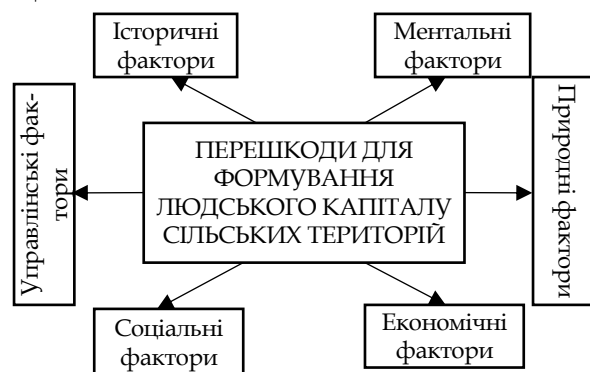 Історичні
фактори
Ментальні
фактори
Управлінські фак-
тори
ПЕРЕШКОДИ ДЛЯ
ФОРМУВАННЯ
ЛЮДСЬКОГО КАПІТАЛУ
СІЛЬСЬКИХ ТЕРИТОРІЙ
Природні фактори
Соціальні
фактори
Економічні
фактори